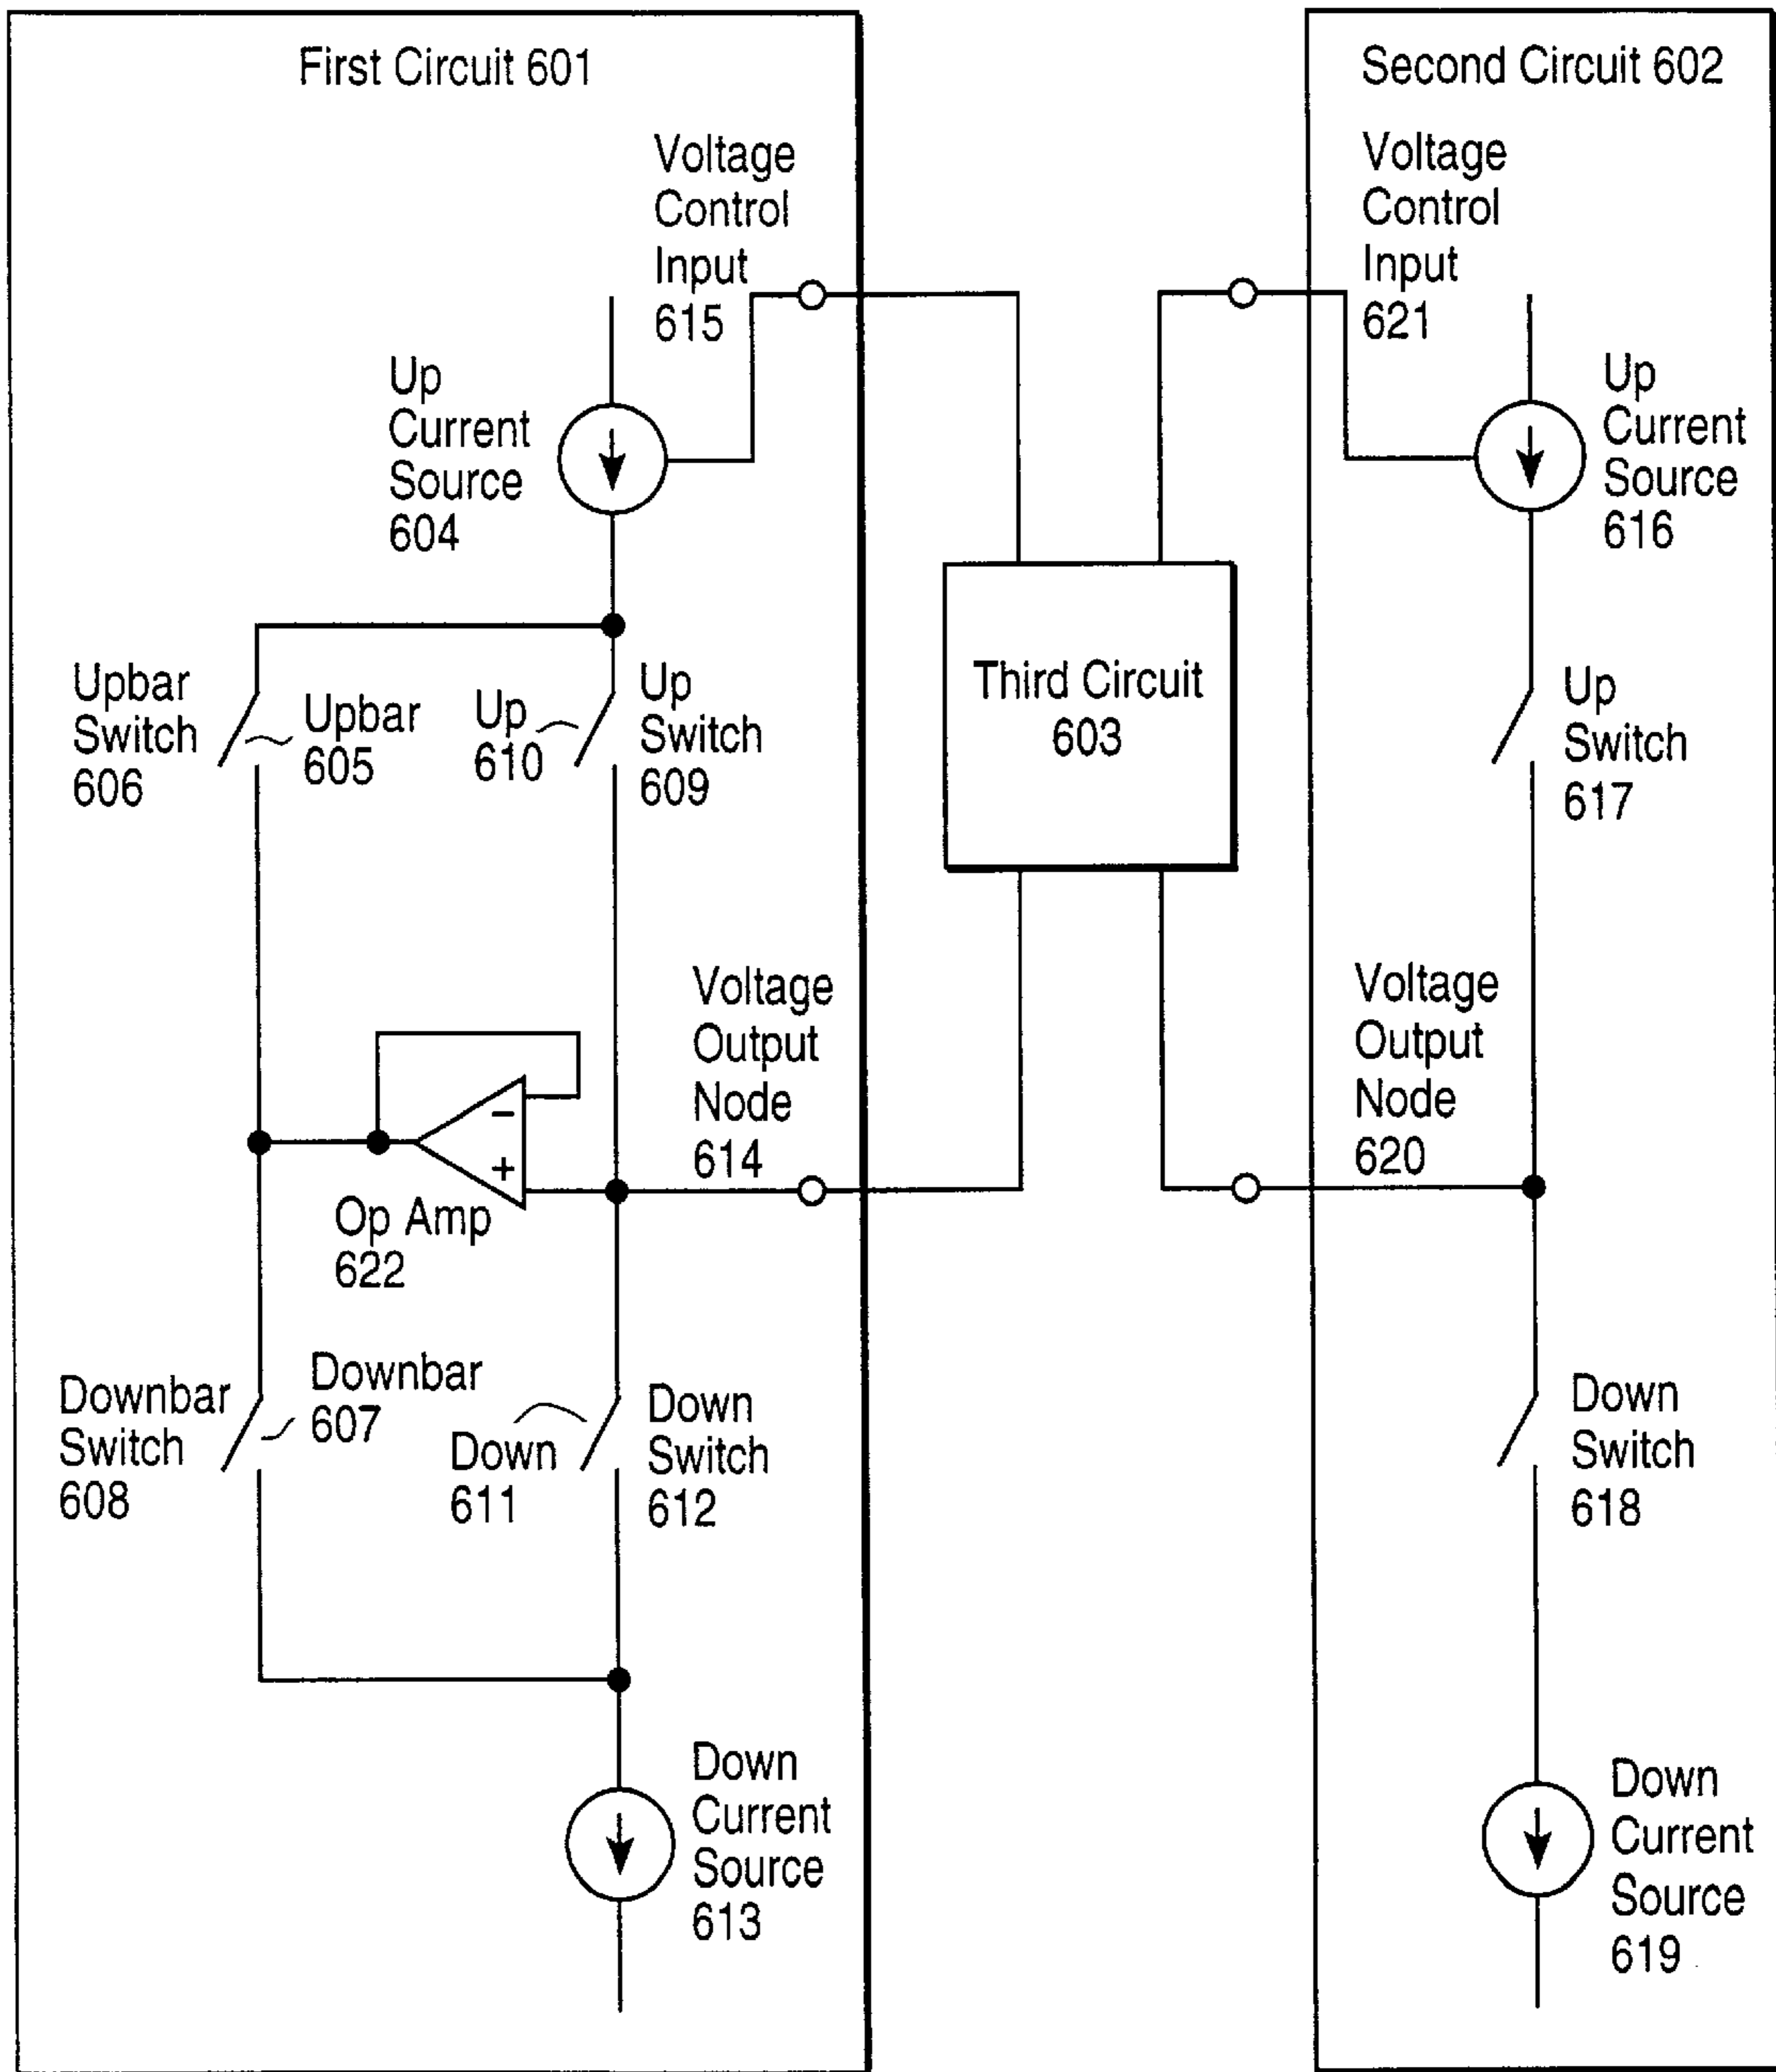 First Circuit 601
Second Circuit 602
Voltage
Control
Input
615
Voltage
Control
Input
621
Up
Current
Source
604
Up
Current
Source
616
Upbar
Switch
606
Upbar
605
Up
610
Up
Switch
609
Third Circuit
603
Up
Switch
617
Voltage
Output
Node
614
Voltage
Output
Node
620
-
+
Op Amp
622
Downbar
Switch
608
Downbar
607
Down
611
Down
Switch
612
Down
Switch
618
Down
Current
Source
613
Down
Current
Source
619